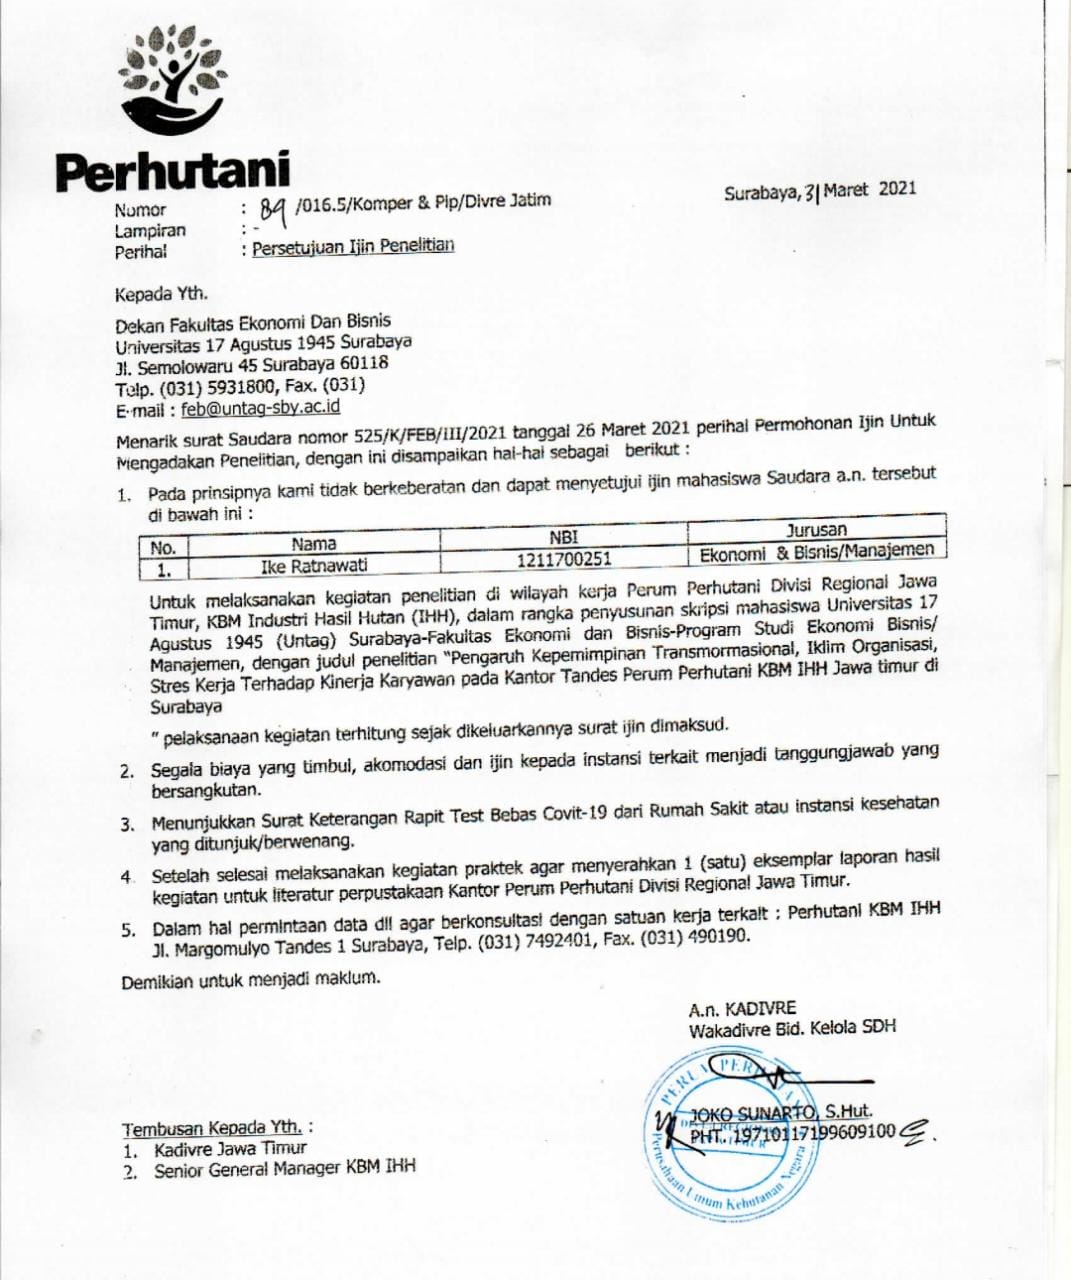 Perhutani
Surabaya, 31 Maret 2021
Nomor : 89 /016.5/Komper & Pip/Divre Jatim
Lampiran : -
Perihal : Persetujuan Ijin Penelitian
Kepada Yth.
Dekan Fakultas Ekonomi Dan Bisnis
Universitas 17 Agustus 1945 Surabaya
Jl. Semolowaru 45 Surabaya 60118
Telp. (031) 5931800, Fax. (031)
E-mail : feb@untag-sby.ac.id
Menarik surat Saudara nomor 525/K/FEB/III/2021 tanggal 26 Maret 2021 perihal Permohonan Ijin Untuk
Mengadakan Penelitian, dengan ini disampaikan hal-hal sebagai berikut :
1. Pada prinsipnya kami tidak berkeberatan dan dapat menyetujui ijin mahasiswa Saudara a.n. tersebut
di bawah ini :
No. Nama NBI Jurusan
1. Ike Ratnawati 1211700251 Ekonomi & Bisnis/Manajemen
Untuk melaksanakan kegiatan penelitian di wilayah kerja Perum Perhutani Divisi Regional Jawa
Timur, KBM Industri Hasil Hutan (IHH), dalam rangka penyusunan skripsi mahasiswa Universitas 17
Agustus 1945 (Untag) Surabaya-Fakultas Ekonomi dan Bisnis-Program Studi Ekonomi Bisnis/
Manajemen, dengan judul penelitian "Pengaruh Kepemimpinan Transmormasional, Iklim Organisasi,
Stres Kerja Terhadap Kinerja Karyawan pada Kantor Tandes Perum Perhutani KBM IHH Jawa timur di
Surabaya
" pelaksanaan kegiatan terhitung sejak dikeluarkannya surat ijin dimaksud.
2. Segala biaya yang timbul, akomodasi dan ijin kepada instansi terkait menjadi tanggungjawab yang
bersangkutan.
3. Menunjukkan Surat Keterangan Rapit Test Bebas Covit-19 dari Rumah Sakit atau instansi kesehatan
yang ditunjuk/berwenang.
4. Setelah selesai melaksanakan kegiatan praktek agar menyerahkan 1 (satu) eksemplar laporan hasil
kegiatan untuk literatur perpustakaan Kantor Perum Perhutani Divisi Regional Jawa Timur.
5. Dalam hal permintaan data dll agar berkonsultasi dengan satuan kerja terkait : Perhutani KBM IHH
Jl. Margomulyo Tandes 1 Surabaya, Telp. (031) 7492401, Fax. (031) 490190.
Demikian untuk menjadi maklum.
A.n. KADIVRE
Wakadivre Bid. Kelola SDH
JOKO SUNARTO, S.Hut.
PHT. 19710117199609100
Perusahaan Umum Kehutanan Negara
Tembusan Kepada Yth. :
1. Kadivre Jawa Timur
2. Senior General Manager KBM IHH